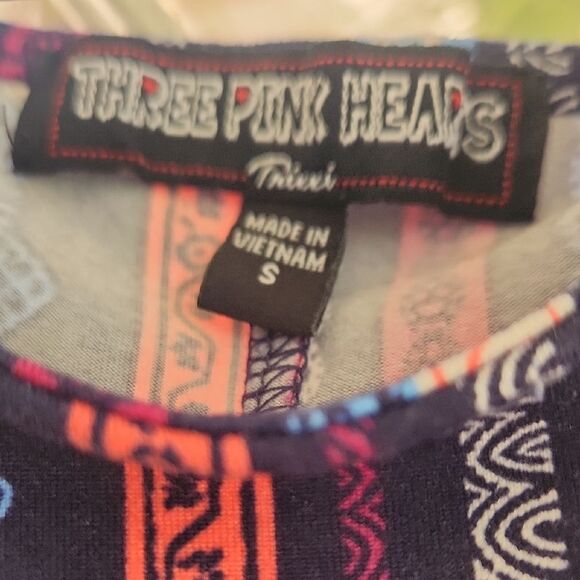 THREE PINK HEARTS
Trixxi
MADE IN
VIETNAM
S